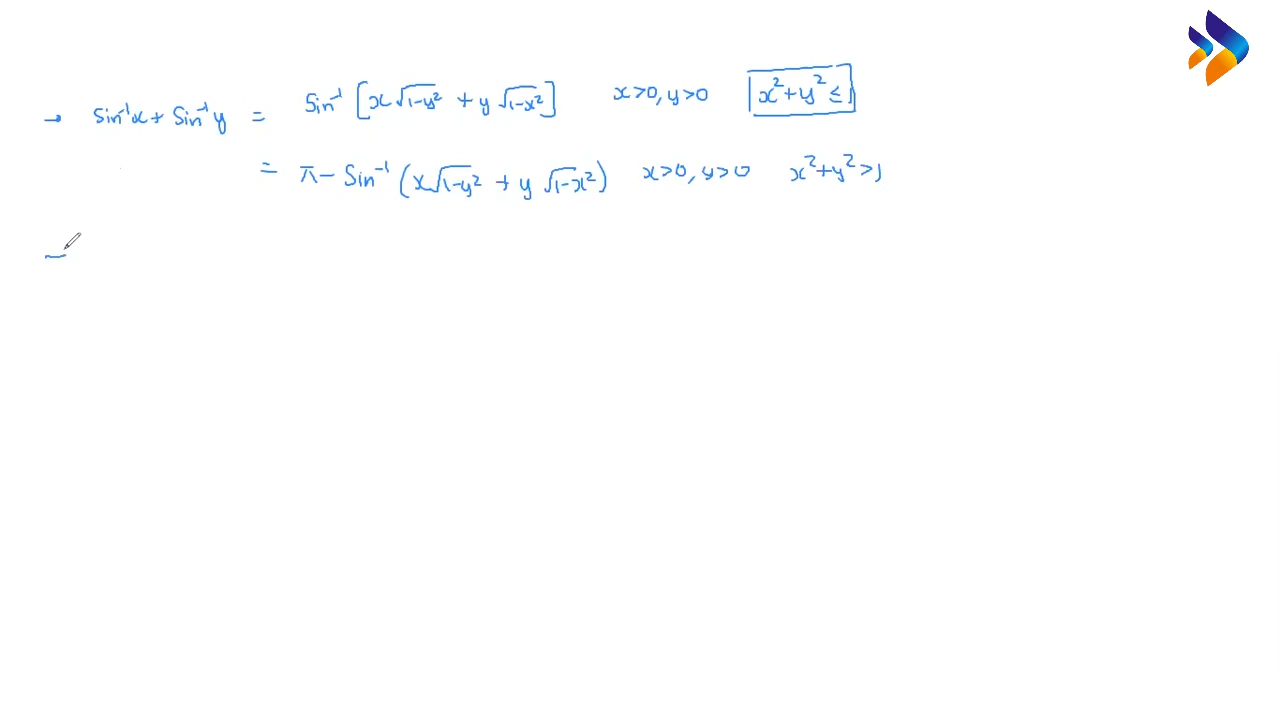 → Sin⁻¹x + Sin⁻¹y = Sin⁻¹ [x √1-y² + y √1-x²] x>0, y>0 x²+y² ≤ 1
= π - Sin⁻¹ (x √1-y² + y √1-x²) x>0, y>0 x²+y² > 1